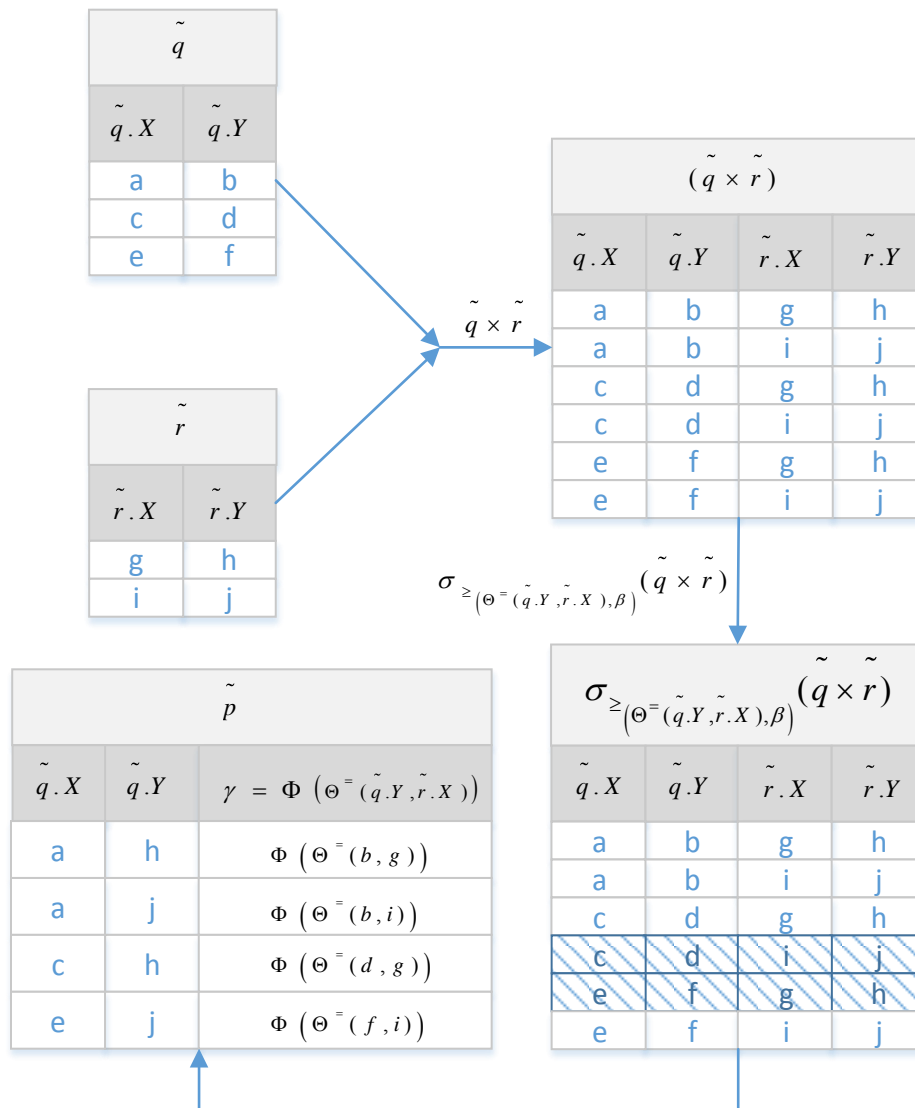 q̃
q̃ . X q̃ . Y
a b
c d
e f
r̃
r̃ . X r̃ . Y
g h
i j
q̃ × r̃
( q̃ × r̃ )
q̃ . X q̃ .Y r̃ . X r̃ .Y
a b g h
a b i j
c d g h
c d i j
e f g h
e f i j
σ ≥(Θ⁼(q̃.Y , r̃.X ), β) ( q̃ × r̃ )
σ ≥(Θ⁼(q̃.Y , r̃.X ), β) ( q̃ × r̃ )
q̃ . X q̃ .Y r̃ . X r̃ .Y
a b g h
a b i j
c d g h
c d i j
e f g h
e f i j
p̃
q̃ . X q̃ .Y γ = Φ (Θ⁼ ( q̃ .Y , r̃ . X ))
a h Φ (Θ⁼ ( b , g ))
a j Φ (Θ⁼ ( b , i ))
c h Φ (Θ⁼ ( d , g ))
e j Φ (Θ⁼ ( f , i ))